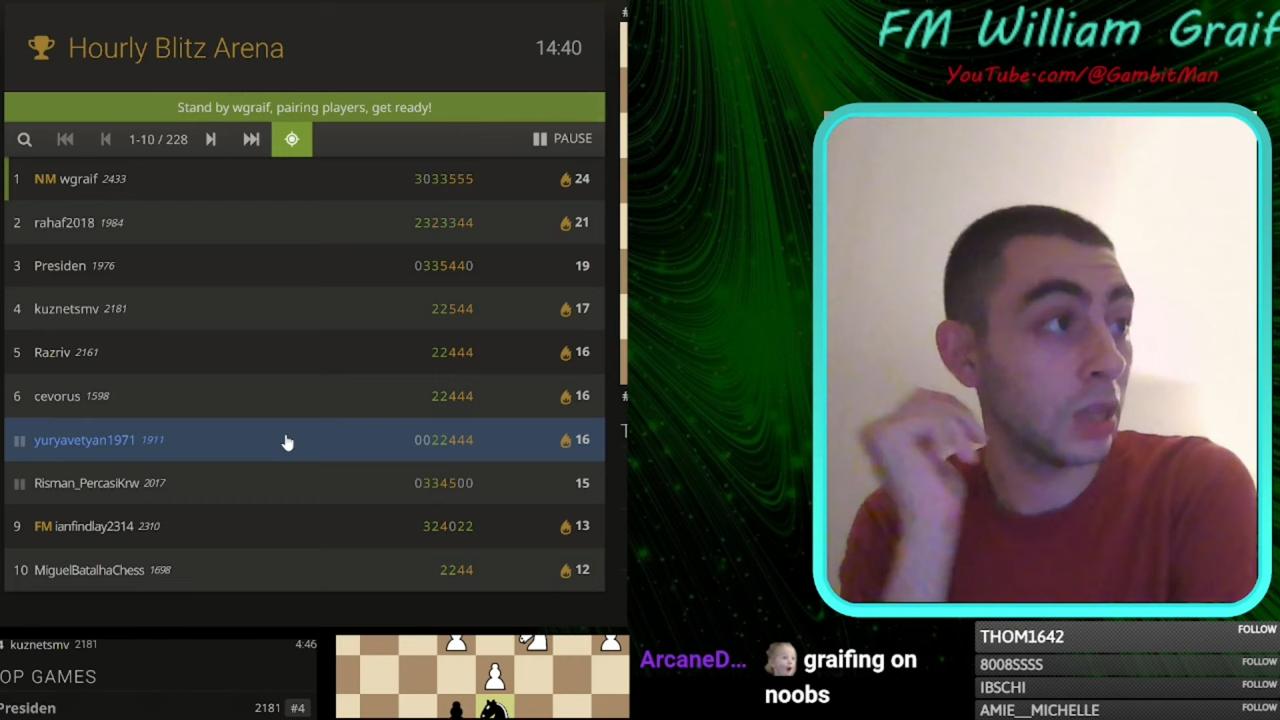 Hourly Blitz Arena 14:40
Stand by wgraif, pairing players, get ready!
1-10 / 228 PAUSE
1 NM wgraif 2433 3033555 24
2 rahaf2018 1984 2323344 21
3 Presiden 1976 0335440 19
4 kuznetsmv 2181 22544 17
5 Razriv 2161 22444 16
6 cevorus 1598 22444 16
yuryavetyan1971 1911 0022444 16
Risman_PercasiKrw 2017 0334500 15
9 FM ianfindlay2314 2310 324022 13
10 MiguelBatalhaChess 1698 2244 12
4 kuznetsmv 2181 4:46
OP GAMES
Presiden 2181 #4
FM William Graif
YouTube.com/@GambitMan
ArcaneD... graifing on
noobs
THOM1642 FOLLOW
8008SSSS FOLLOW
IBSCHI FOLLOW
AMIE__MICHELLE FOLLOW